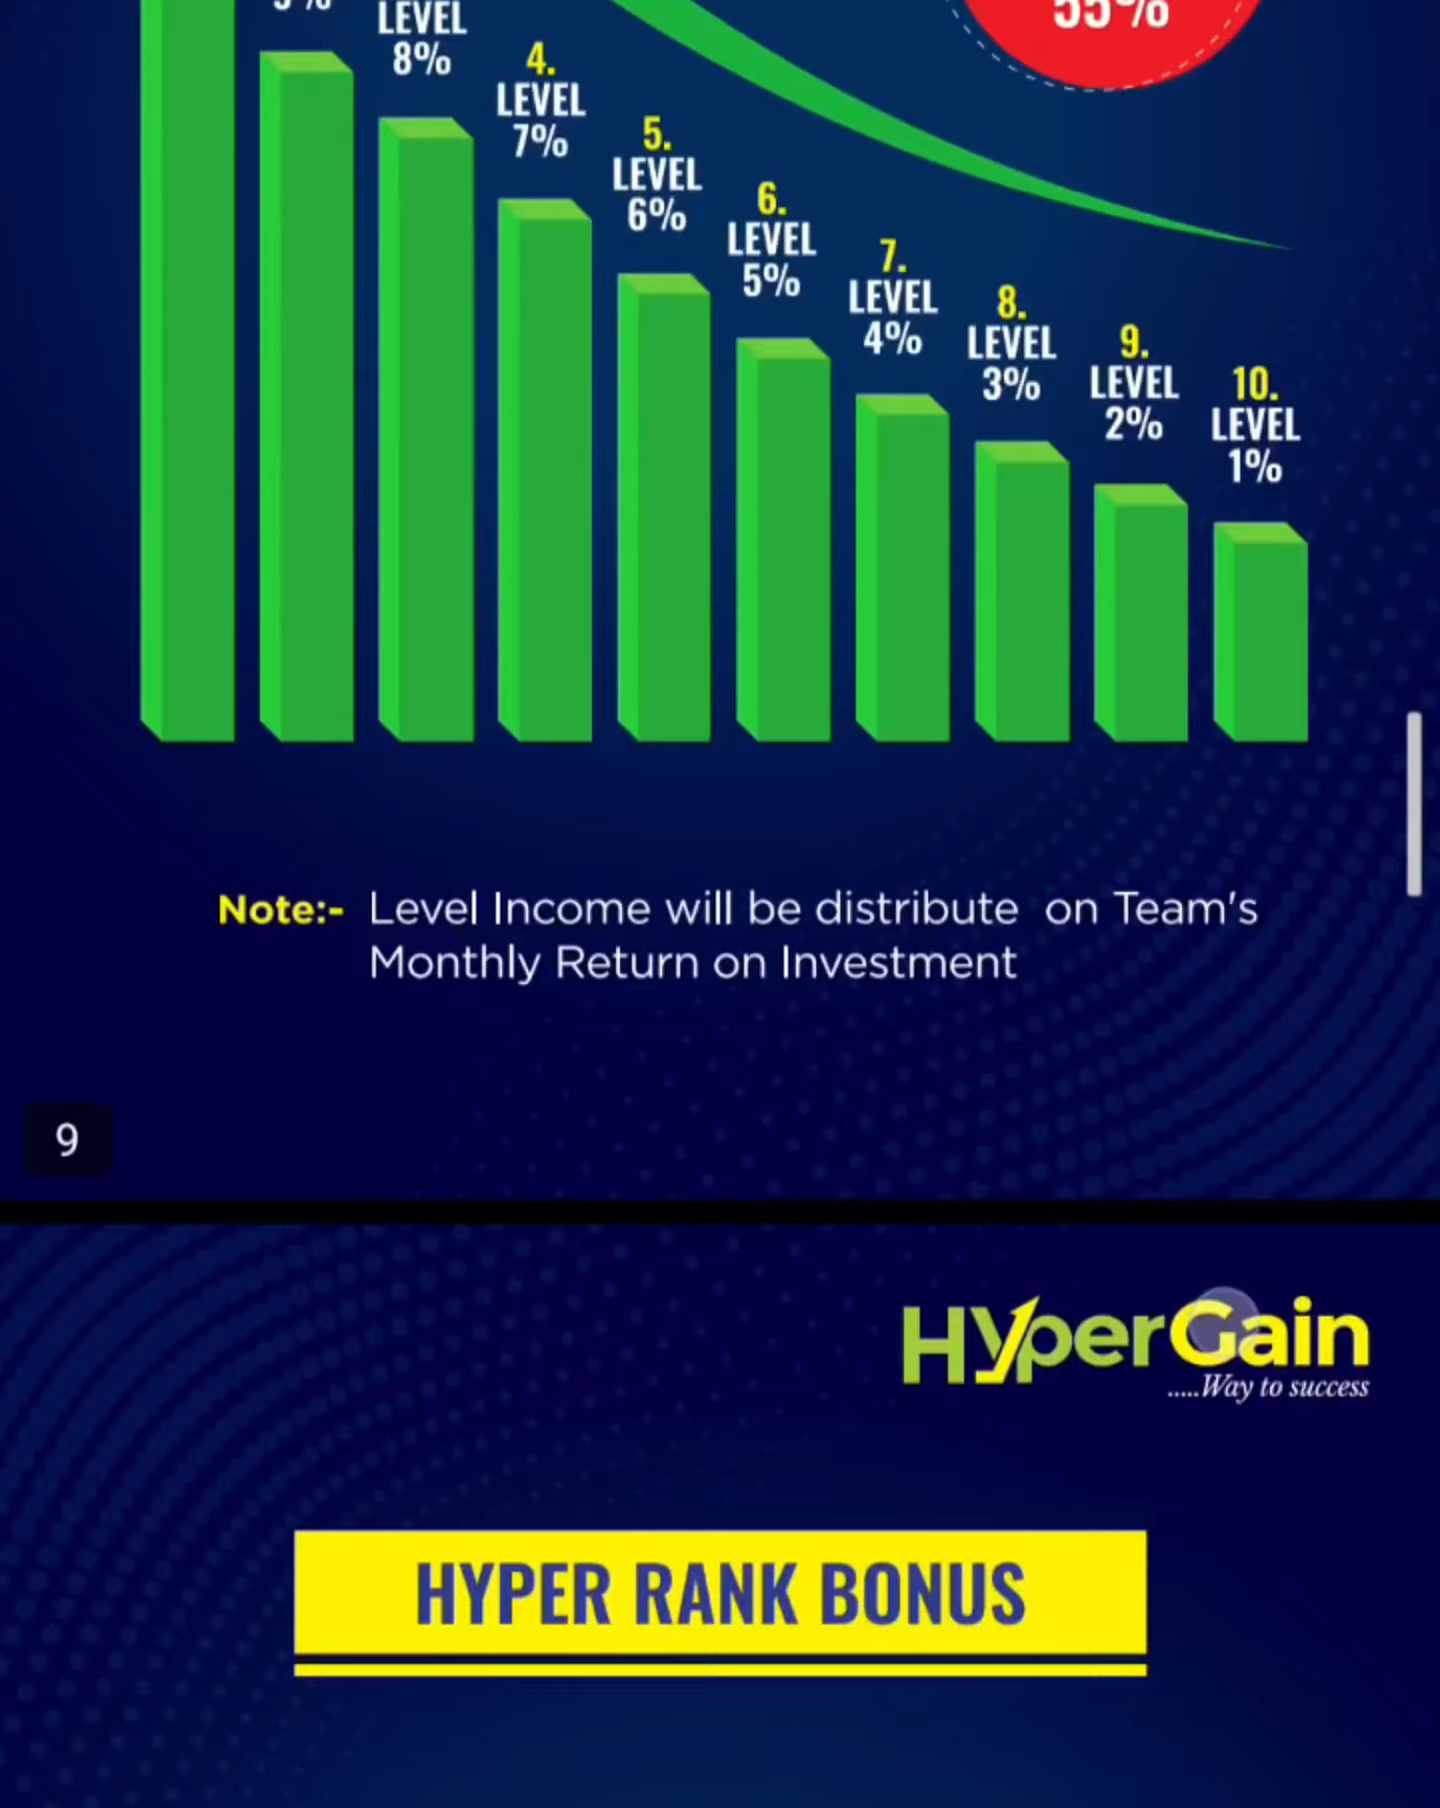 LEVEL
8%
4.
LEVEL
7%
5.
LEVEL
6%
6.
LEVEL
5%
7.
LEVEL
4%
8.
LEVEL
3%
9.
LEVEL
2%
10.
LEVEL
1%
55%
Note:- Level Income will be distribute on Team's
Monthly Return on Investment
9
HyperGain
.....Way to success
HYPER RANK BONUS